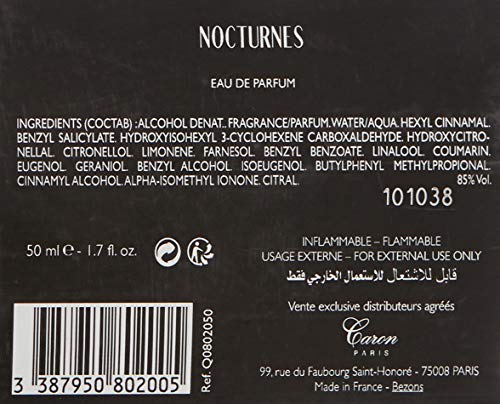 NOCTURNES
EAU DE PARFUM
INGREDIENTS (COCTAB) :ALCOHOL DENAT.. FRAGRANCE/PARFUM.WATER/AQUA. HEXYL CINNAMAL.
BENZYL SALICYLATE. HYDROXYISOHEXYL 3-CYCLOHEXENE CARBOXALDEHYDE. HYDROXYCITRO-
NELLAL. CITRONELLOL. LIMONENE. FARNESOL. BENZYL BENZOATE. LINALOOL. COUMARIN.
EUGENOL. GERANIOL. BENZYL ALCOHOL. ISOEUGENOL. BUTYLPHENYL METHYLPROPIONAL.
CINNAMYL ALCOHOL. ALPHA-ISOMETHYL IONONE. CITRAL.
85% Vol.
101038
50 ml e - 1.7 fl. oz.
INFLAMMABLE – FLAMMABLE
USAGE EXTERNE – FOR EXTERNAL USE ONLY
قابل للاشتعال للاستعمال الخارجي فقط
Vente exclusive distributeurs agréés
Caron
PARIS
99, rue du Faubourg Saint-Honoré - 75008 PARIS
Made in France - Bezons
3 387950 802005
Ref. Q0802050